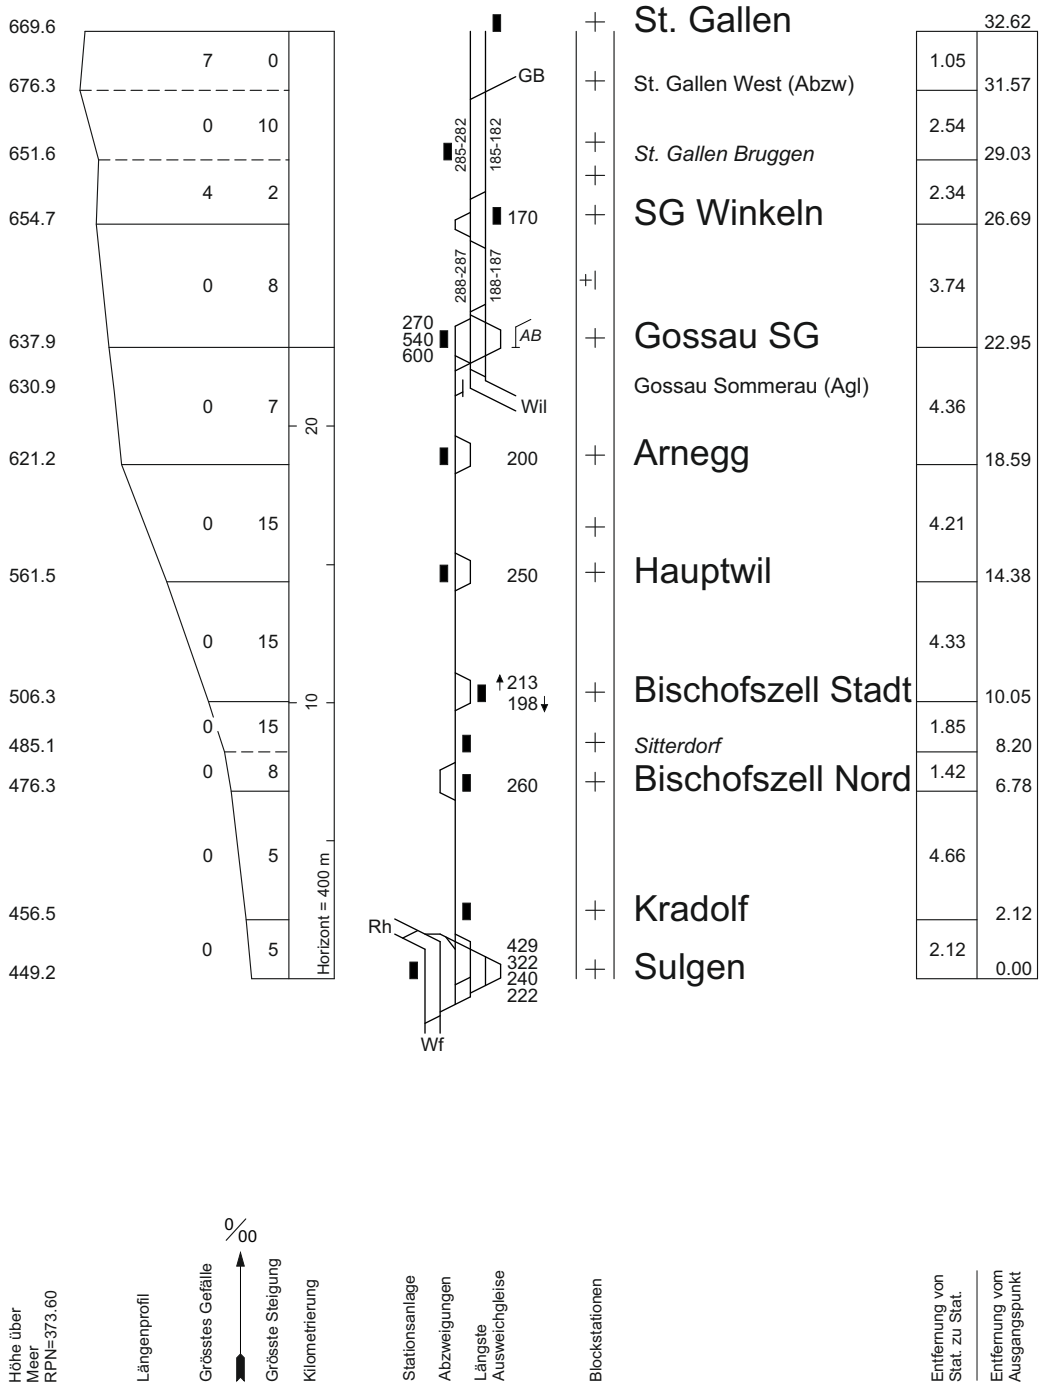 669.6 St. Gallen 32.62
7 0 1.05
676.3 GB St. Gallen West (Abzw) 31.57
0 10 285-282 185-182 2.54
651.6 St. Gallen Bruggen 29.03
4 2 2.34
654.7 170 SG Winkeln 26.69
0 8 288-287 188-187 3.74
270
637.9 540 AB Gossau SG 22.95
600
630.9 Gossau Sommerau (Agl)
0 7 Wil 4.36
20
621.2 200 Arnegg 18.59
0 15 4.21
561.5 250 Hauptwil 14.38
0 15 4.33
213
506.3 10 198 Bischofszell Stadt 10.05
0 15 1.85
485.1 Sitterdorf 8.20
0 8 1.42
476.3 260 Bischofszell Nord 6.78
0 5 4.66
Horizont = 400 m
456.5 Kradolf 2.12
Rh
0 5 429 2.12
322
449.2 240 Sulgen 0.00
222
Wf
0/00
Höhe über
Meer
RPN=373.60
Längenprofil
Grösstes Gefälle
Grösste Steigung
Kilometrierung
Stationsanlage
Abzweigungen
Längste
Ausweichgleise
Blockstationen
Entfernung von
Stat. zu Stat.
Entfernung vom
Ausgangspunkt